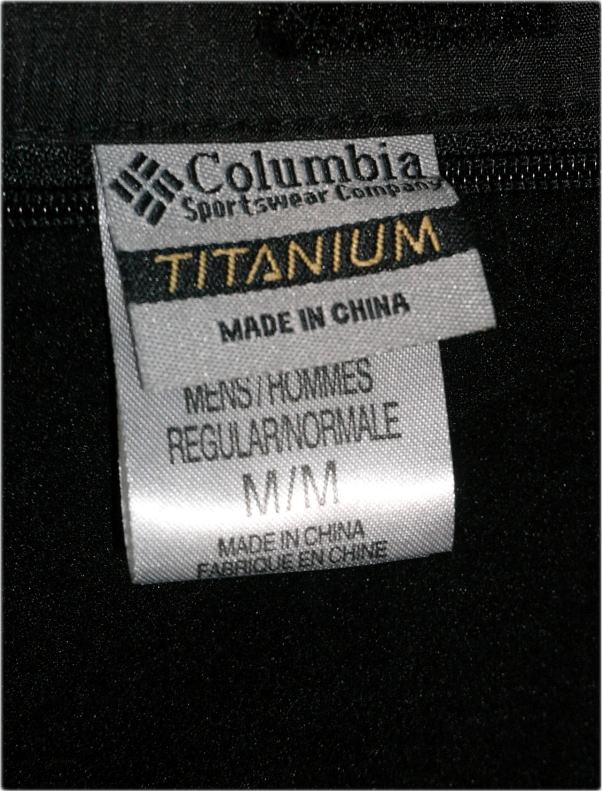 Columbia
Sportswear Company
TITANIUM
MADE IN CHINA
MENS/HOMMES
REGULAR/NORMALE
M/M
MADE IN CHINA
FABRIQUE EN CHINE